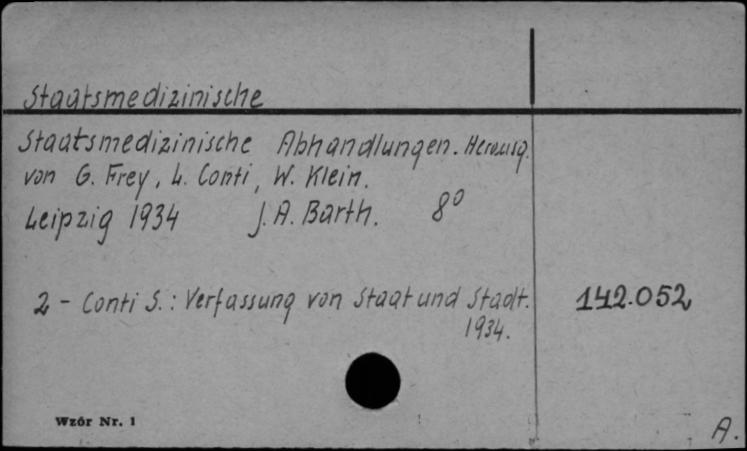 Staatsmedizinische
Staatsmedizinische Abhandlungen. Herausg.
von G. Frey, L. Conti, W. Klein.
Leipzig 1934 J. A. Barth. 8°
2 - Conti S.: Verfassung von Staat und Stadt. 142.052
1934.
Wzór Nr. 1
A.